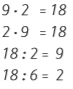 9 · 2 = 18
2 · 9 = 18
18 : 2 = 9
18 : 6 = 2